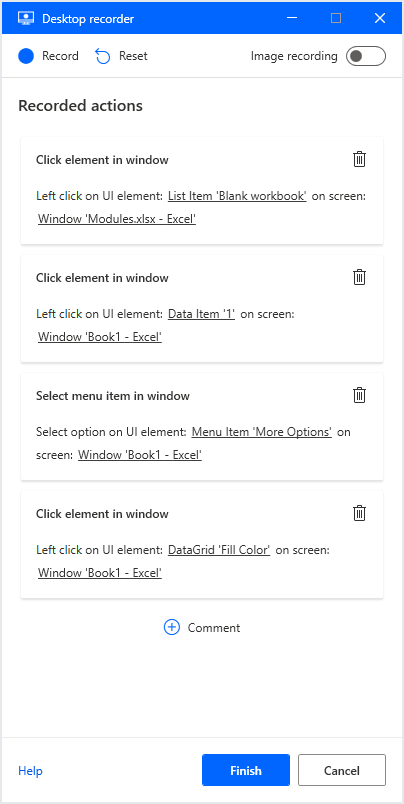 Desktop recorder
Record Reset Image recording
Recorded actions
Click element in window
Left click on UI element: List Item 'Blank workbook' on screen:
Window 'Modules.xlsx - Excel'
Click element in window
Left click on UI element: Data Item '1' on screen:
Window 'Book1 - Excel'
Select menu item in window
Select option on UI element: Menu Item 'More Options' on
screen: Window 'Book1 - Excel'
Click element in window
Left click on UI element: DataGrid 'Fill Color' on screen:
Window 'Book1 - Excel'
Comment
Help Finish Cancel